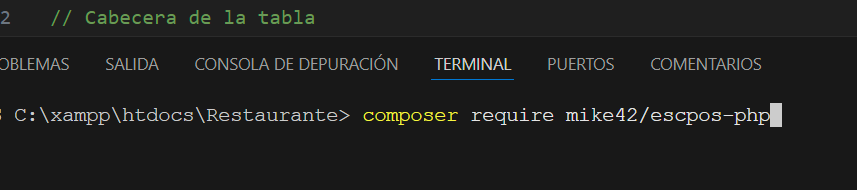 2 // Cabecera de la tabla
OBLEMAS SALIDA CONSOLA DE DEPURACIÓN TERMINAL PUERTOS COMENTARIOS
C:\xampp\htdocs\Restaurante> composer require mike42/escpos-php